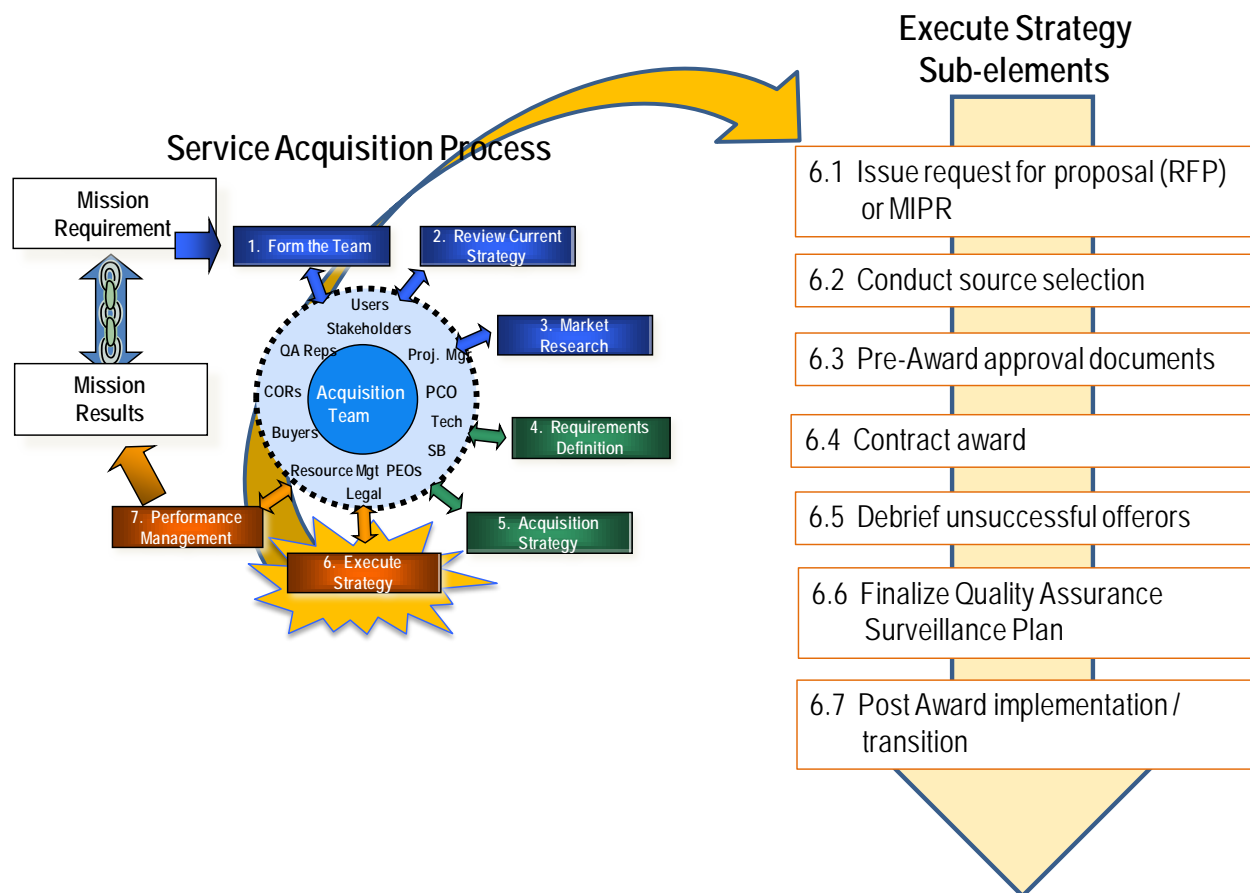 Execute Strategy
Sub-elements
Service Acquisition Process
Mission
Requirement
Mission
Results
1. Form the Team
2. Review Current
Strategy
3. Market
Research
4. Requirements
Definition
5. Acquisition
Strategy
6. Execute
Strategy
7. Performance
Management
Users
Stakeholders
QA Reps
Proj. Mgr
CORs
PCO
Acquisition
Team
Tech
Buyers
SB
Resource Mgt
PEOs
Legal
6.1 Issue request for proposal (RFP)
or MIPR
6.2 Conduct source selection
6.3 Pre-Award approval documents
6.4 Contract award
6.5 Debrief unsuccessful offerors
6.6 Finalize Quality Assurance
Surveillance Plan
6.7 Post Award implementation /
transition